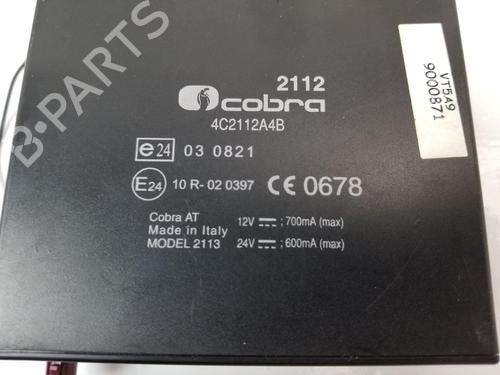 2112
cobra
4C2112A4B
e24 03 0821
E24 10 R- 02 0397 CE 0678
Cobra AT 12V ; 700mA (max)
Made in Italy
MODEL 2113 24V ; 600mA (max)
VT5A9
9000871
B-PARTS